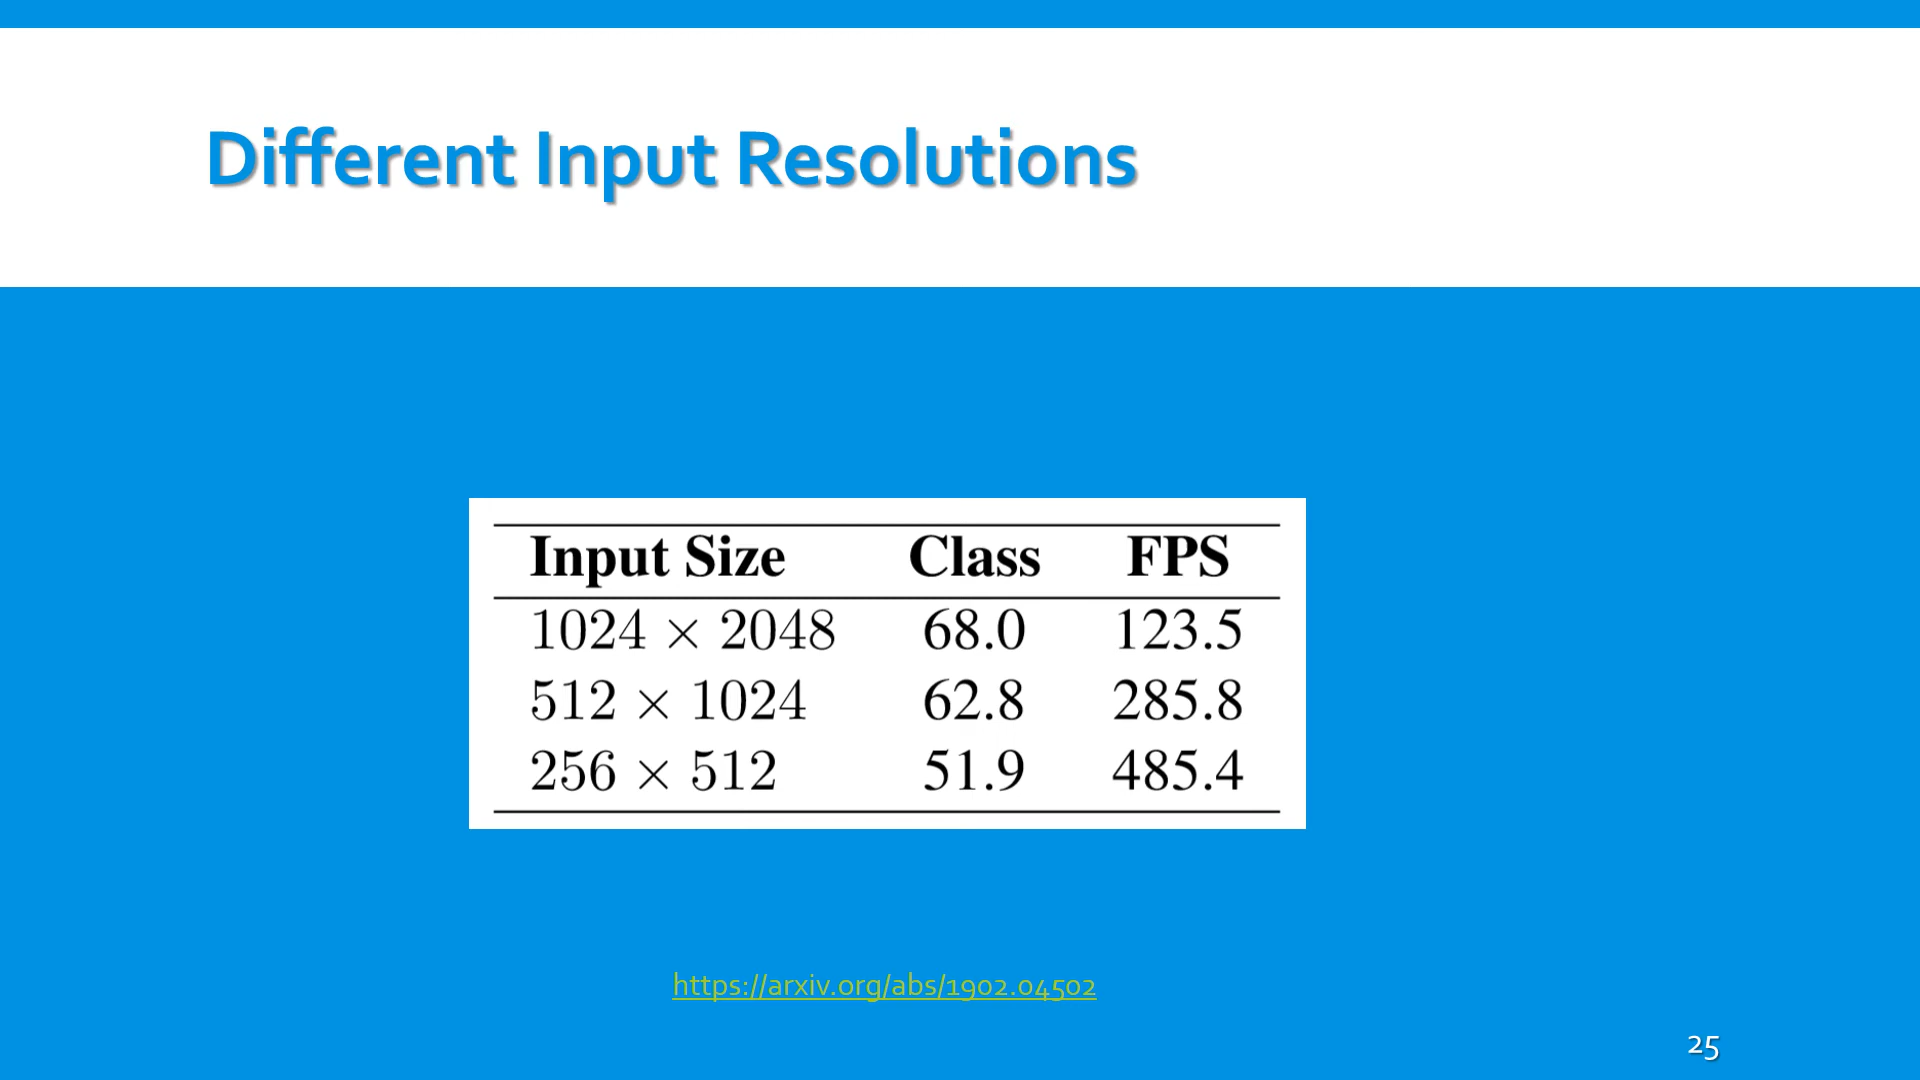 Different Input Resolutions
Input Size Class FPS
1024 × 2048 68.0 123.5
512 × 1024 62.8 285.8
256 × 512 51.9 485.4
https://arxiv.org/abs/1902.04502
25